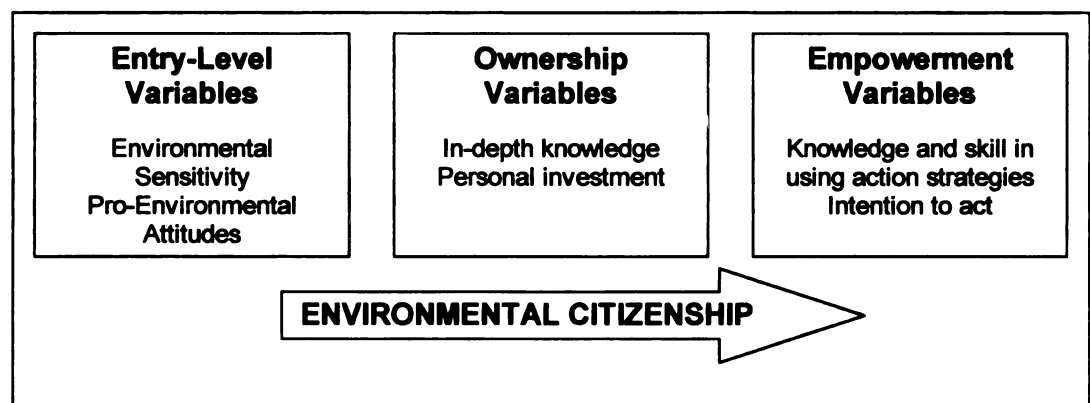 Entry-Level
Variables
Environmental
Sensitivity
Pro-Environmental
Attitudes
Ownership
Variables
In-depth knowledge
Personal investment
Empowerment
Variables
Knowledge and skill in
using action strategies
Intention to act
ENVIRONMENTAL CITIZENSHIP